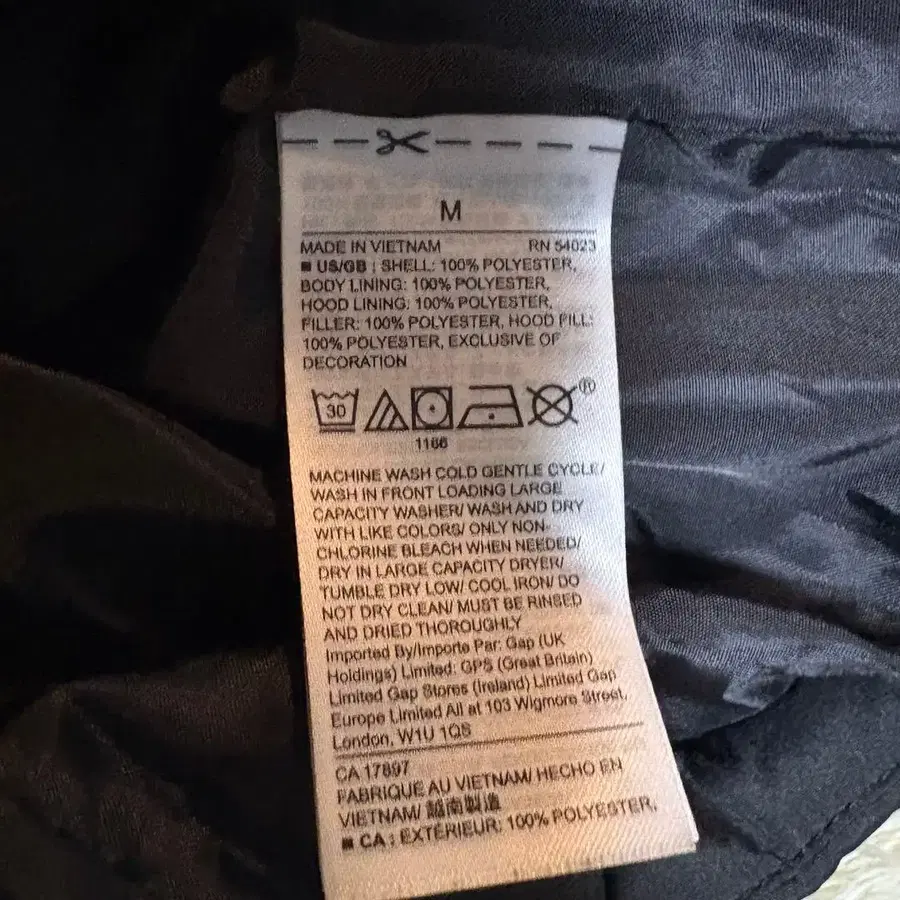 M
MADE IN VIETNAM RN 54023
■ US/GB : SHELL: 100% POLYESTER,
BODY LINING: 100% POLYESTER,
HOOD LINING: 100% POLYESTER,
FILLER: 100% POLYESTER, HOOD FILL:
100% POLYESTER, EXCLUSIVE OF
DECORATION
30
®
1166
MACHINE WASH COLD GENTLE CYCLE/
WASH IN FRONT LOADING LARGE
CAPACITY WASHER/ WASH AND DRY
WITH LIKE COLORS/ ONLY NON-
CHLORINE BLEACH WHEN NEEDED/
DRY IN LARGE CAPACITY DRYER/
TUMBLE DRY LOW/ COOL IRON/ DO
NOT DRY CLEAN/ MUST BE RINSED
AND DRIED THOROUGHLY
Imported By/Importe Par: Gap (UK
Holdings) Limited: GPS (Great Britain)
Limited Gap Stores (Ireland) Limited Gap
Europe Limited All at 103 Wigmore Street,
London, W1U 1QS
CA 17897
FABRIQUE AU VIETNAM/ HECHO EN
VIETNAM/ 越南製造
■ CA : EXTÉRIEUR: 100% POLYESTER,